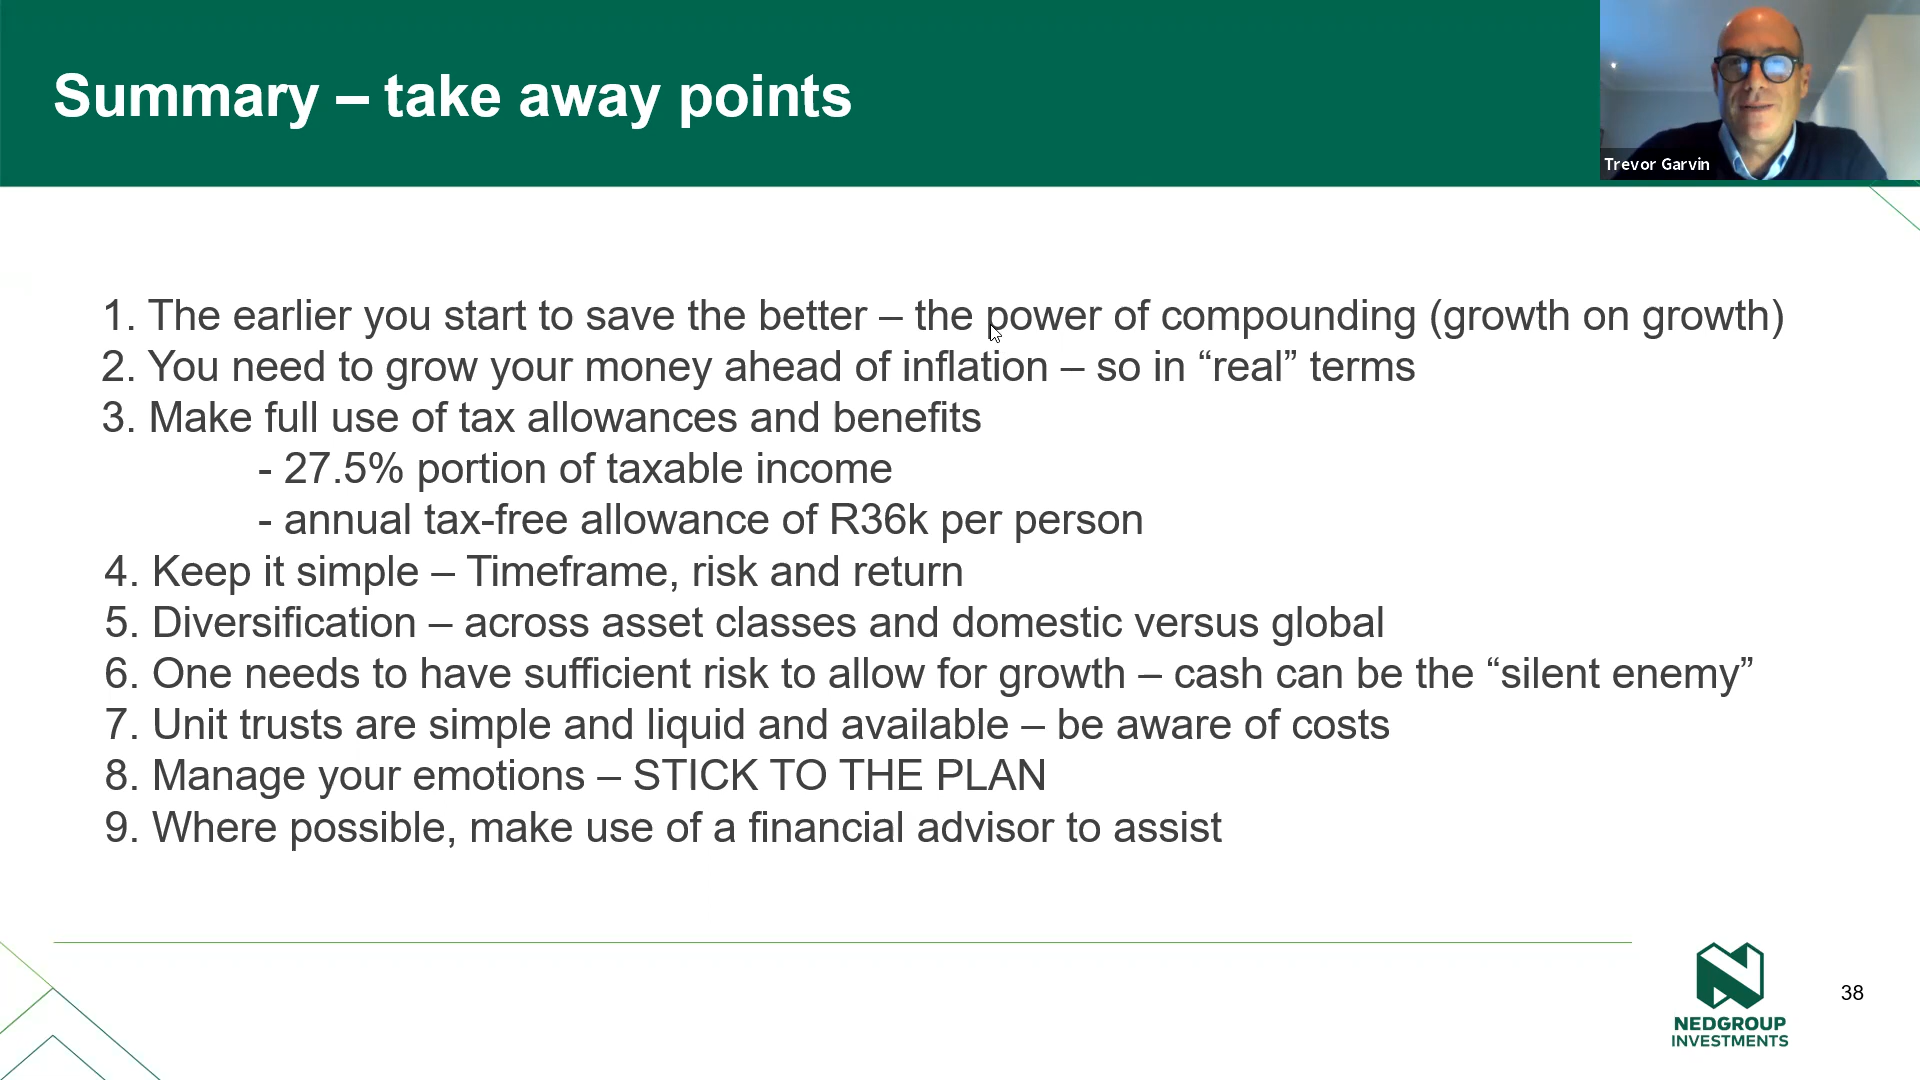 Summary – take away points
Trevor Garvin
1. The earlier you start to save the better – the power of compounding (growth on growth)
2. You need to grow your money ahead of inflation – so in “real” terms
3. Make full use of tax allowances and benefits
- 27.5% portion of taxable income
- annual tax-free allowance of R36k per person
4. Keep it simple – Timeframe, risk and return
5. Diversification – across asset classes and domestic versus global
6. One needs to have sufficient risk to allow for growth – cash can be the “silent enemy”
7. Unit trusts are simple and liquid and available – be aware of costs
8. Manage your emotions – STICK TO THE PLAN
9. Where possible, make use of a financial advisor to assist
NEDGROUP
INVESTMENTS
38